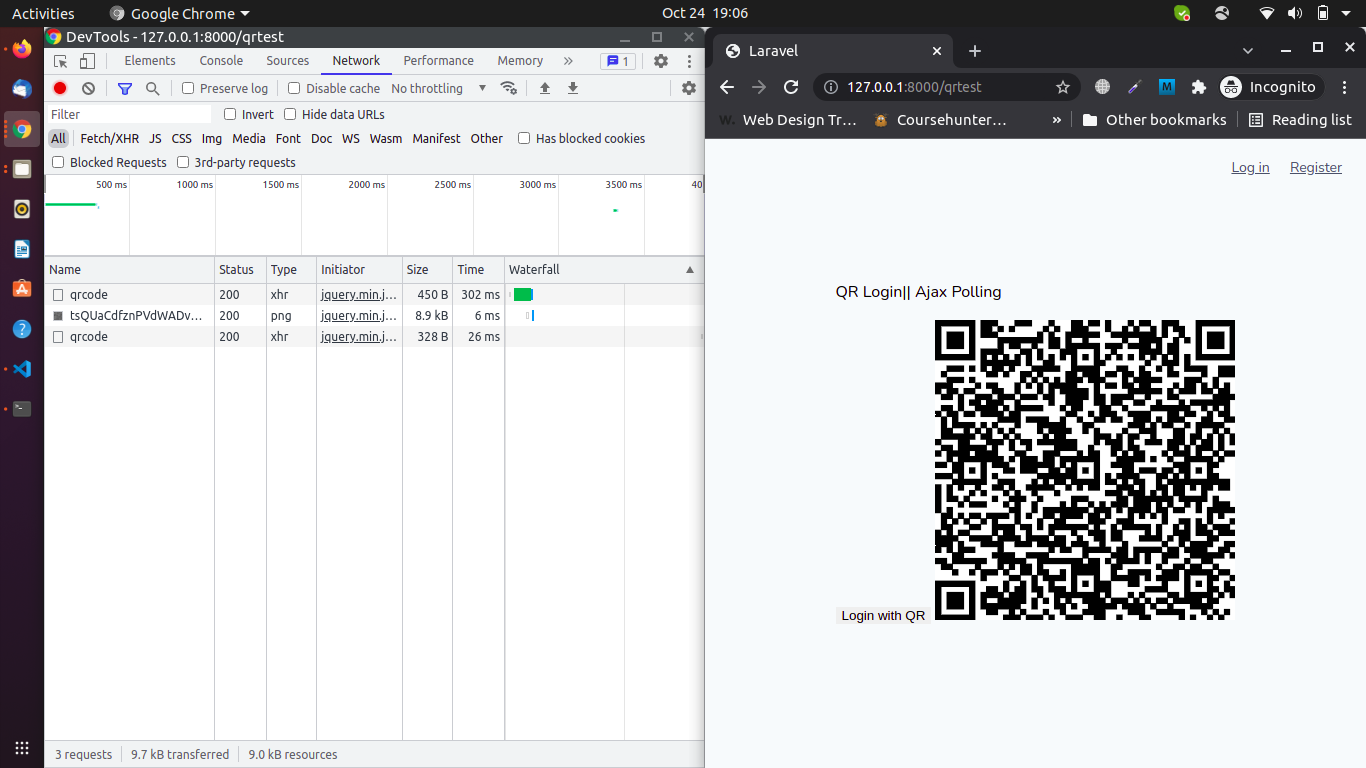 Activities Google Chrome Oct 24 19:06
DevTools - 127.0.0.1:8000/qrtest
Elements Console Sources Network Performance Memory » 1
Preserve log Disable cache No throttling
Filter Invert Hide data URLs
All Fetch/XHR JS CSS Img Media Font Doc WS Wasm Manifest Other Has blocked cookies
Blocked Requests 3rd-party requests
500 ms 1000 ms 1500 ms 2000 ms 2500 ms 3000 ms 3500 ms 40
Name Status Type Initiator Size Time Waterfall
qrcode 200 xhr jquery.min.j... 450 B 302 ms
tsQUaCdfznPVdWADv... 200 png jquery.min.j... 8.9 kB 6 ms
qrcode 200 xhr jquery.min.j... 328 B 26 ms
3 requests 9.7 kB transferred 9.0 kB resources
Laravel
127.0.0.1:8000/qrtest Incognito
W. Web Design Tr... Coursehunter... » Other bookmarks Reading list
Log in Register
QR Login|| Ajax Polling
Login with QR